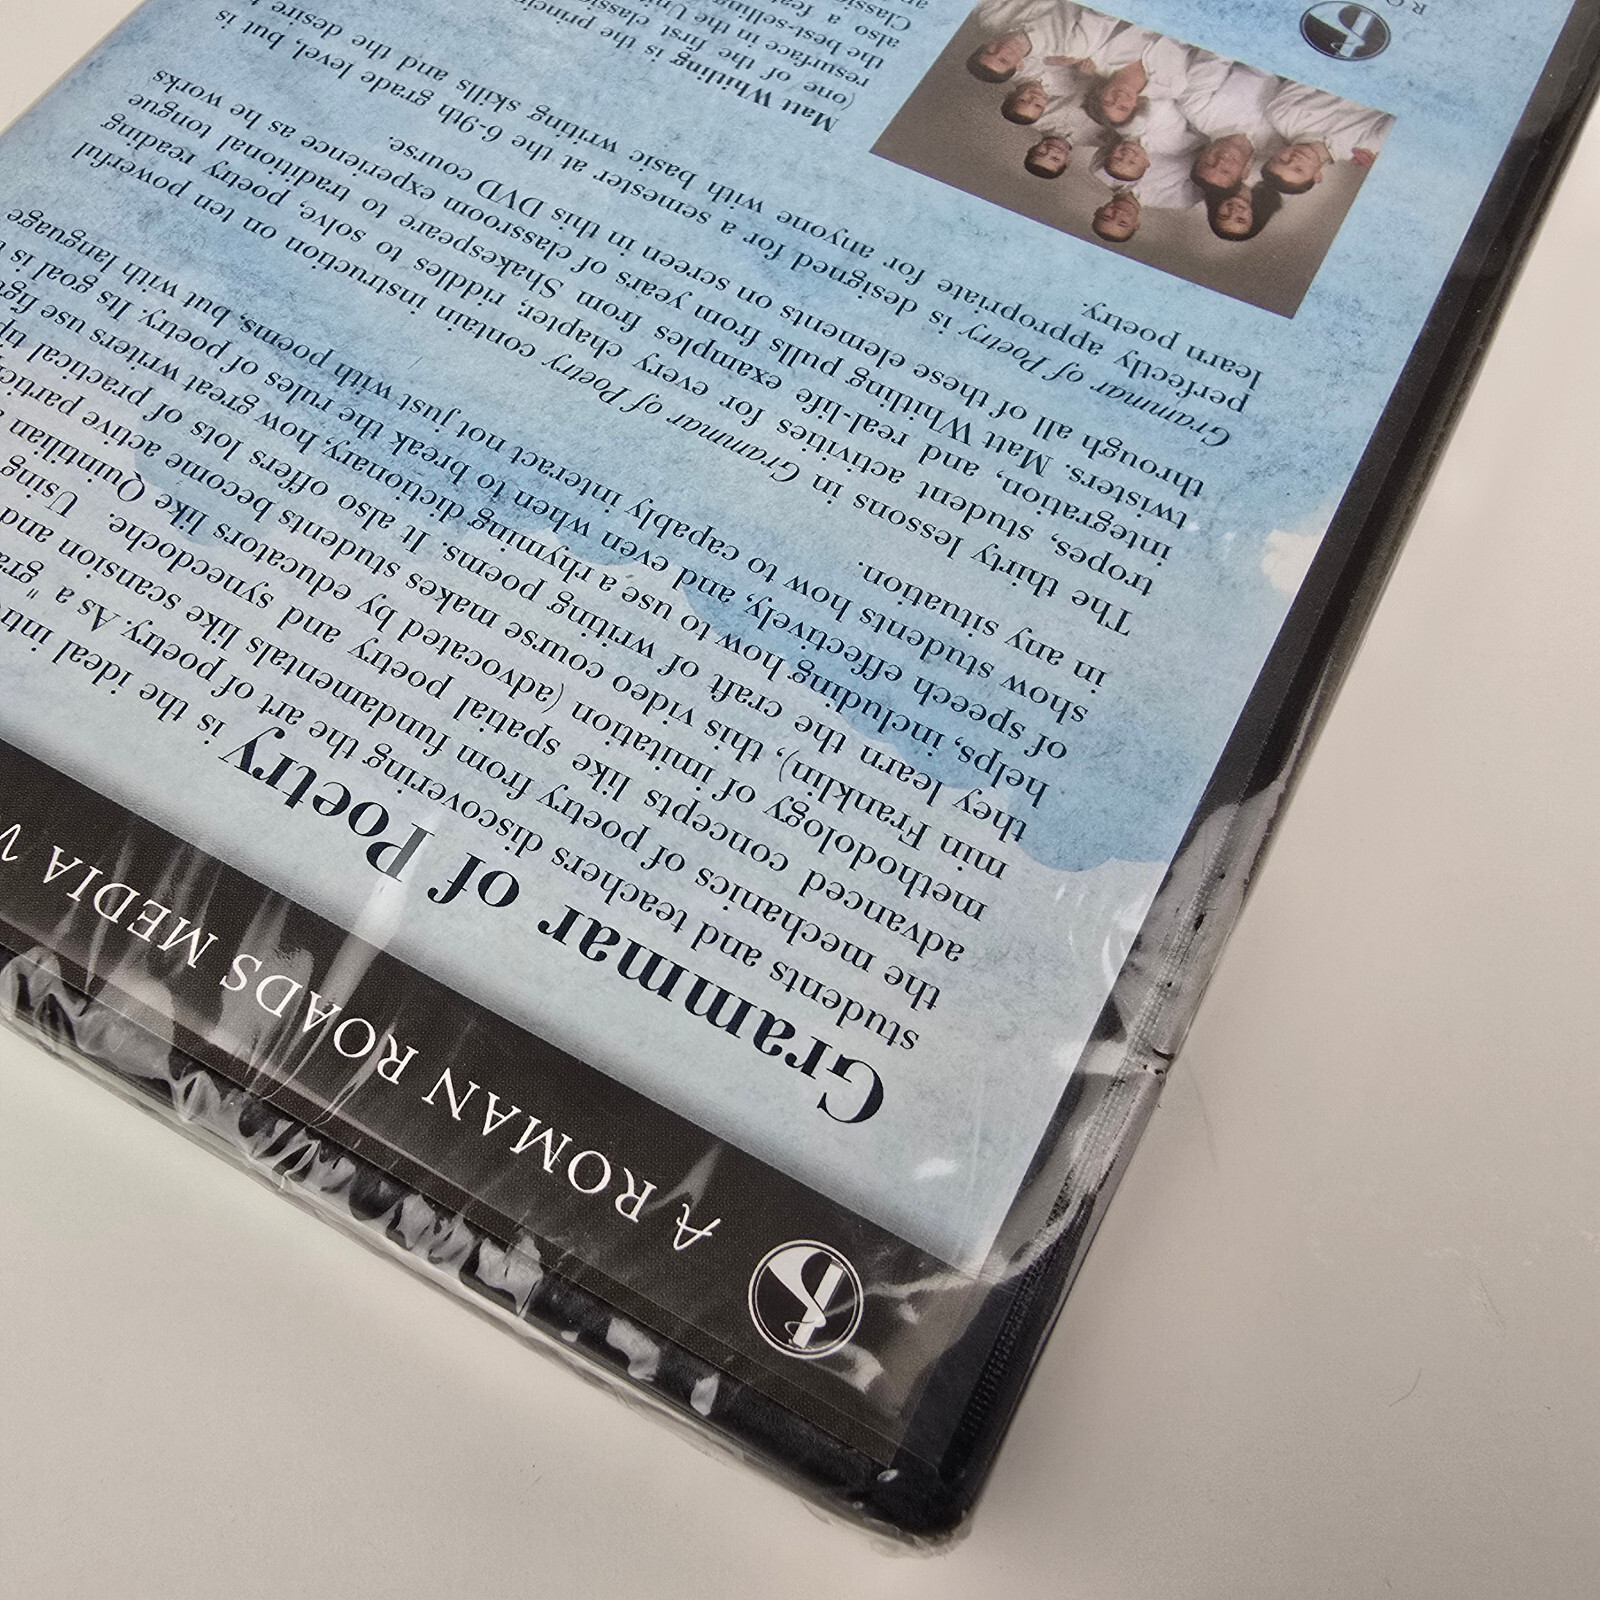 A ROMAN ROADS MEDIA
Grammar of Poetry is the ideal
students and teachers discovering the art of poetry. As a "
the mechanics of poetry from fundamentals like scansion and
advanced concepts like spatial poetry and synecdoche. Using
methodology of imitation (advocated by educators like Quintilian
min Franklin), this video course makes students become active
they learn the craft of writing poems. It also offers lots of practical
helps, including how to use a rhyming dictionary, how great writers use
of speech effectively, and even when to break the rules of poetry. Its goal is
show students how to capably interact not just with poems, but with language
in any situation.
The thirty lessons in Grammar of Poetry contain instruction on ten powerful
tropes, student activities for every chapter, riddles to solve, poetry reading
integration, and real-life examples from Shakespeare to traditional tongue
twisters. Matt Whitling pulls from years of classroom experience as he works
through all of these elements on screen in this DVD course.
Grammar of Poetry is designed for a semester at the 6-9th grade level, but is
perfectly appropriate for anyone with basic writing skills and the desire
learn poetry.
Matt Whitling is the
(one of the first
resurface in the
the best-selling
also a